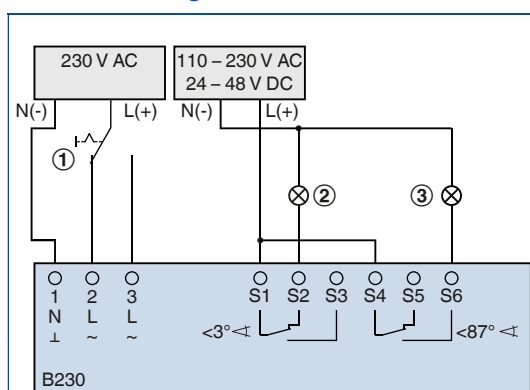 230 V AC
110 – 230 V AC
24 – 48 V DC
N(-) L(+) N(-) L(+)
①
② ③
1 2 3 S1 S2 S3 S4 S5 S6
N L L
<3° ∢ <87° ∢
⊥ ~ ~
B230